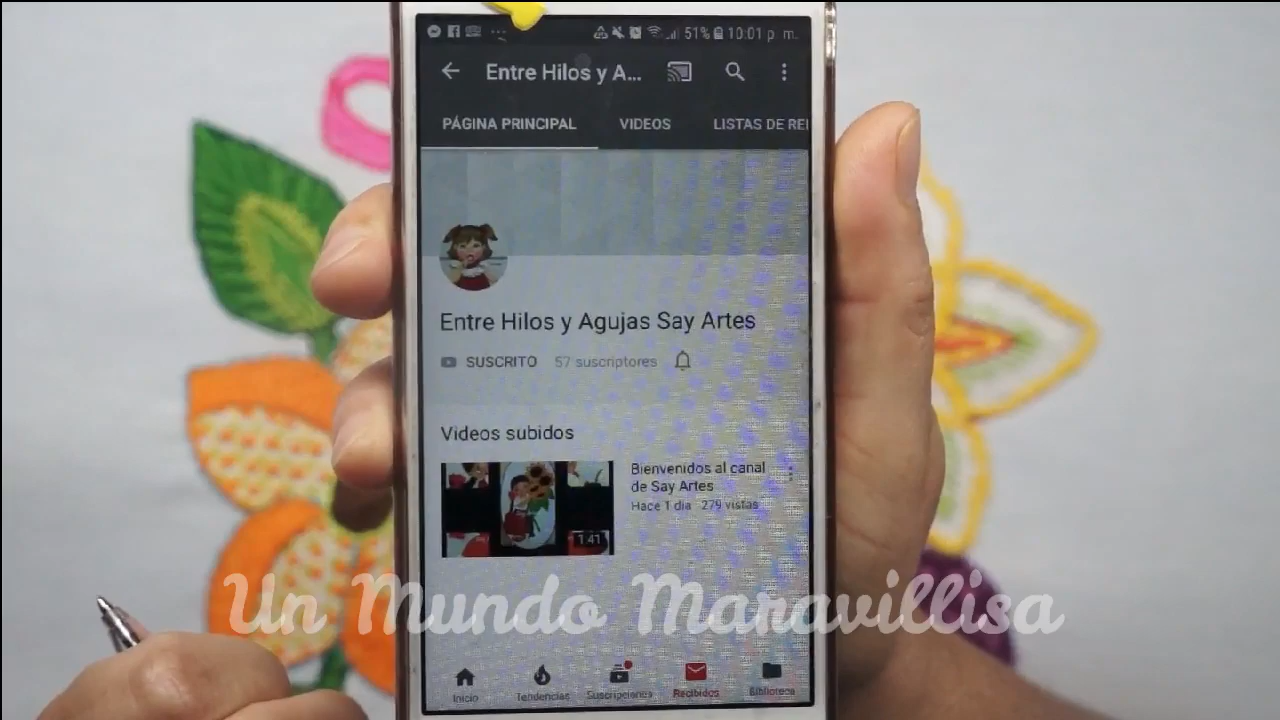 51% 10:01 p. m.
Entre Hilos y A...
PÁGINA PRINCIPAL VIDEOS LISTAS DE RE
Entre Hilos y Agujas Say Artes
SUSCRITO 57 suscriptores
Videos subidos
Bienvenidos al canal
de Say Artes
Hace 1 día · 279 vistas
1:41
Un Mundo Maravillisa
Inicio Tendencias Suscripciones Recibidos Biblioteca